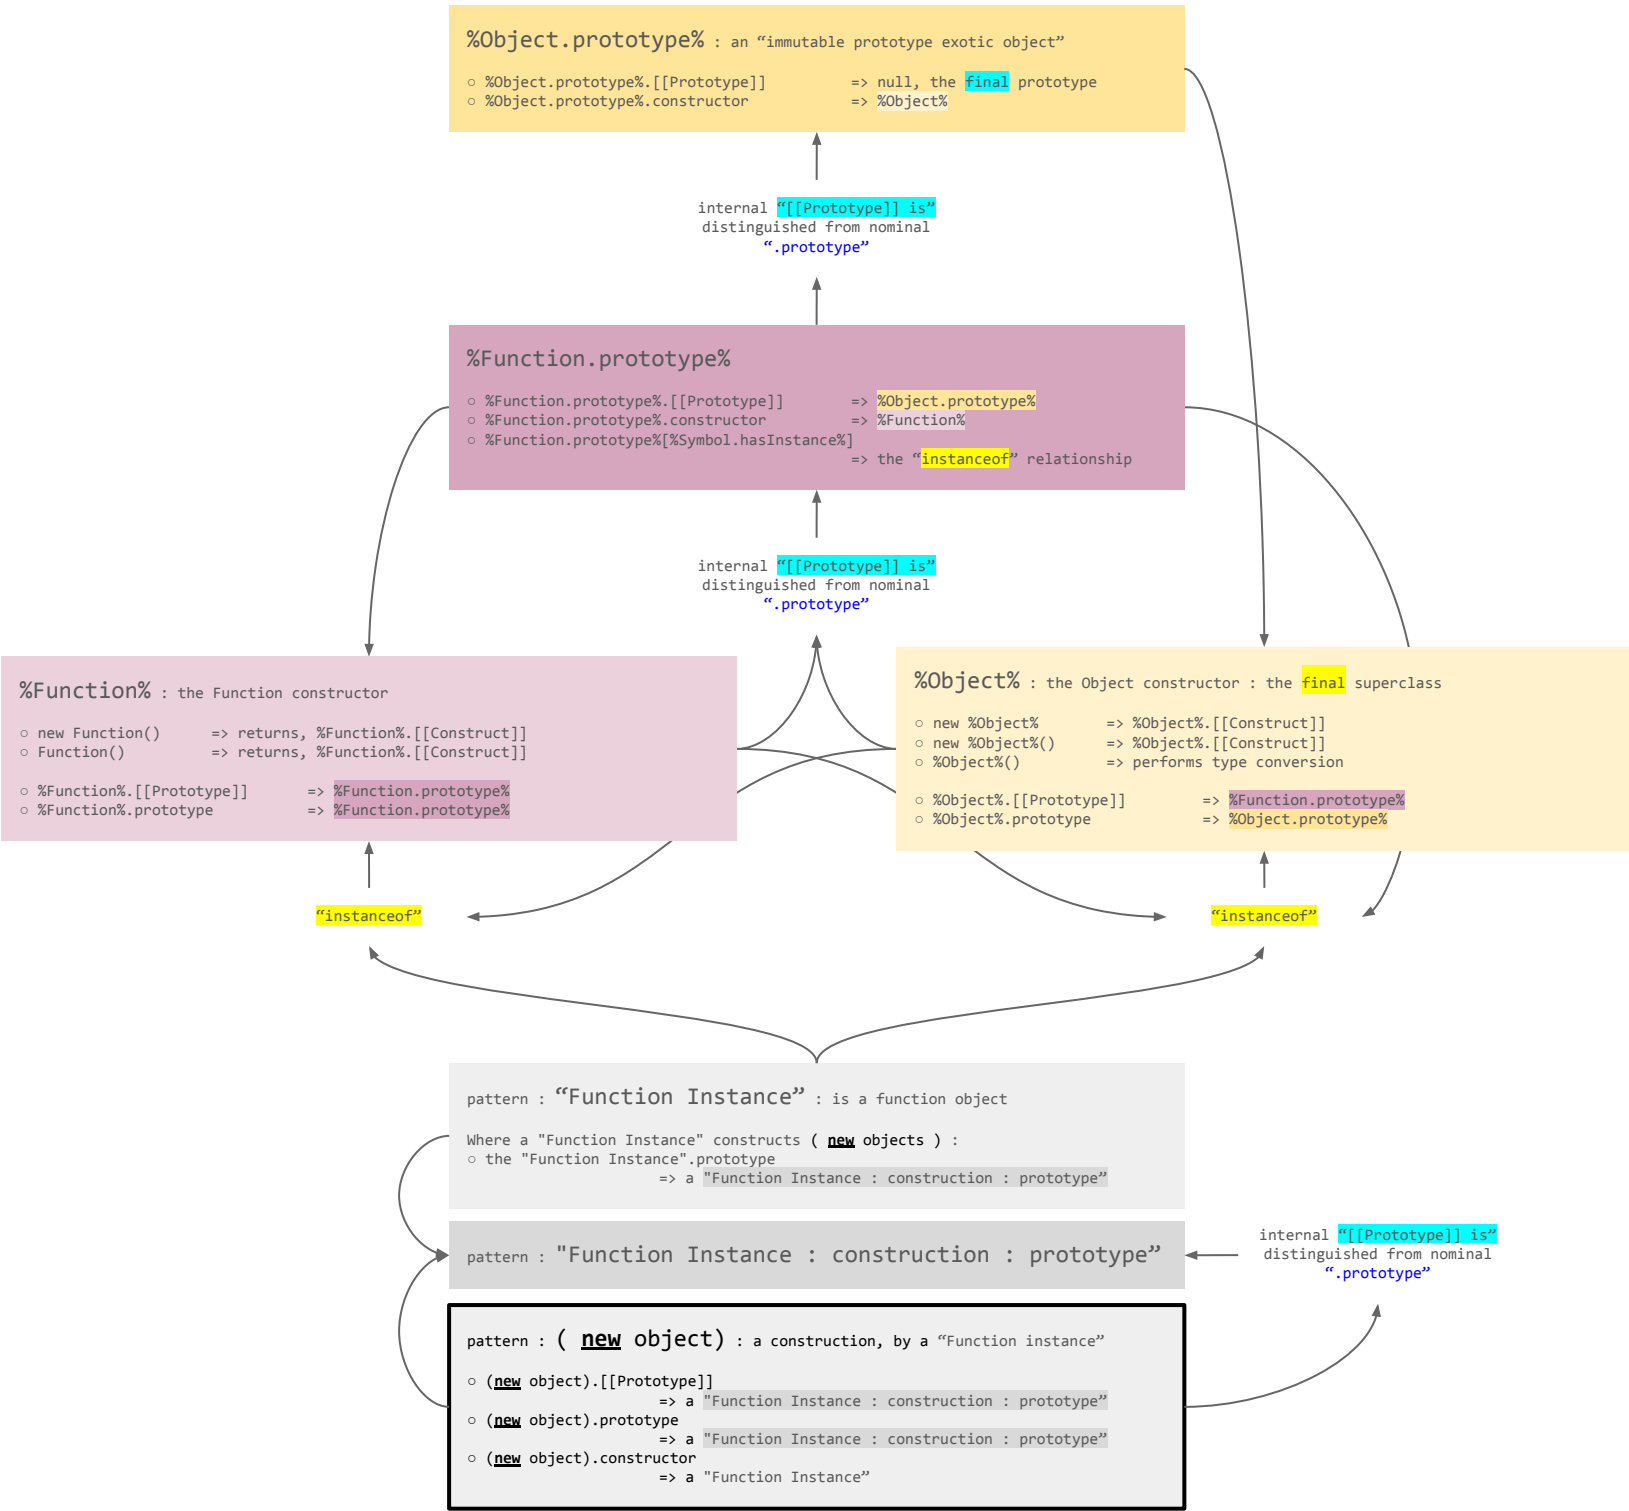 %Object.prototype% : an “immutable prototype exotic object”
○ %Object.prototype%.[[Prototype]] => null, the final prototype
○ %Object.prototype%.constructor => %Object%
internal “[[Prototype]] is”
distinguished from nominal
“.prototype”
%Function.prototype%
○ %Function.prototype%.[[Prototype]] => %Object.prototype%
○ %Function.prototype%.constructor => %Function%
○ %Function.prototype%[%Symbol.hasInstance%]
=> the “instanceof” relationship
internal “[[Prototype]] is”
distinguished from nominal
“.prototype”
%Function% : the Function constructor
○ new Function() => returns, %Function%.[[Construct]]
○ Function() => returns, %Function%.[[Construct]]
○ %Function%.[[Prototype]] => %Function.prototype%
○ %Function%.prototype => %Function.prototype%
%Object% : the Object constructor : the final superclass
○ new %Object% => %Object%.[[Construct]]
○ new %Object%() => %Object%.[[Construct]]
○ %Object%() => performs type conversion
○ %Object%.[[Prototype]] => %Function.prototype%
○ %Object%.prototype => %Object.prototype%
“instanceof”
“instanceof”
pattern : “Function Instance” : is a function object
Where a "Function Instance" constructs ( new objects ) :
○ the "Function Instance".prototype
=> a "Function Instance : construction : prototype”
pattern : "Function Instance : construction : prototype”
internal “[[Prototype]] is”
distinguished from nominal
“.prototype”
pattern : ( new object) : a construction, by a “Function instance”
○ (new object).[[Prototype]]
=> a "Function Instance : construction : prototype”
○ (new object).prototype
=> a "Function Instance : construction : prototype”
○ (new object).constructor
=> a "Function Instance”